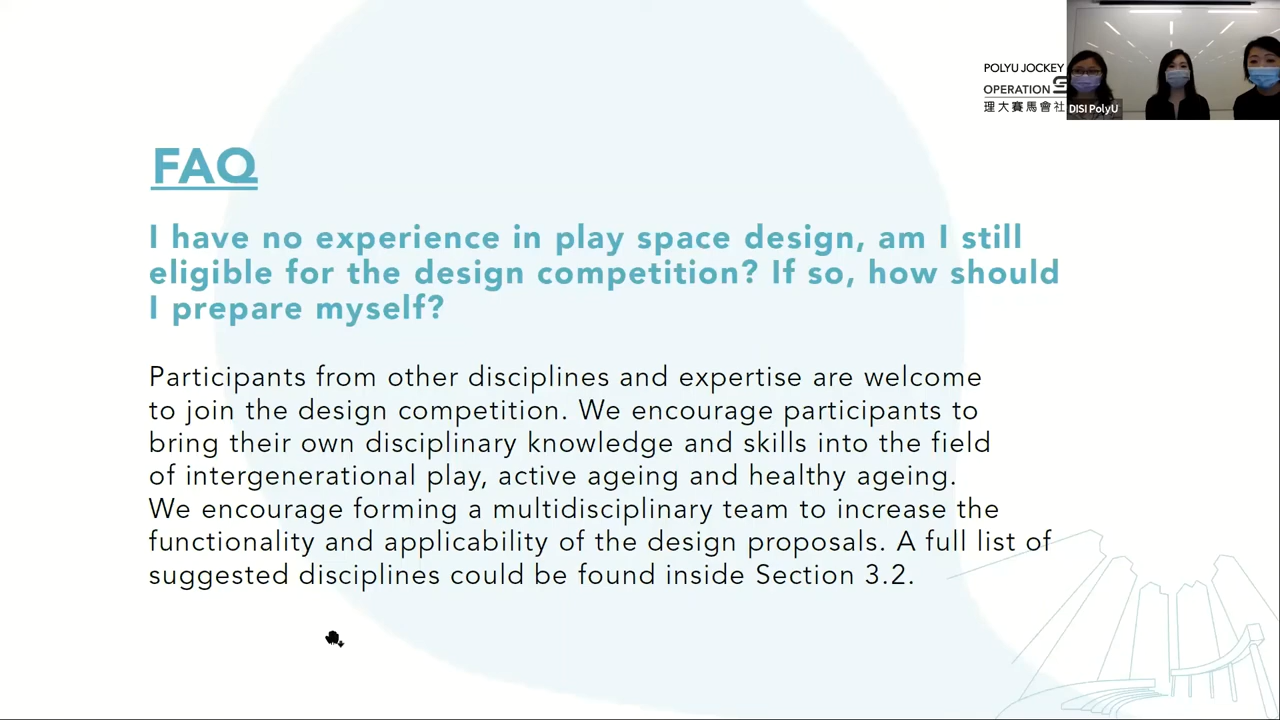 POLYU JOCKEY
OPERATION
理大賽馬會社
DISI PolyU
FAQ
I have no experience in play space design, am I still
eligible for the design competition? If so, how should
I prepare myself?
Participants from other disciplines and expertise are welcome
to join the design competition. We encourage participants to
bring their own disciplinary knowledge and skills into the field
of intergenerational play, active ageing and healthy ageing.
We encourage forming a multidisciplinary team to increase the
functionality and applicability of the design proposals. A full list of
suggested disciplines could be found inside Section 3.2.